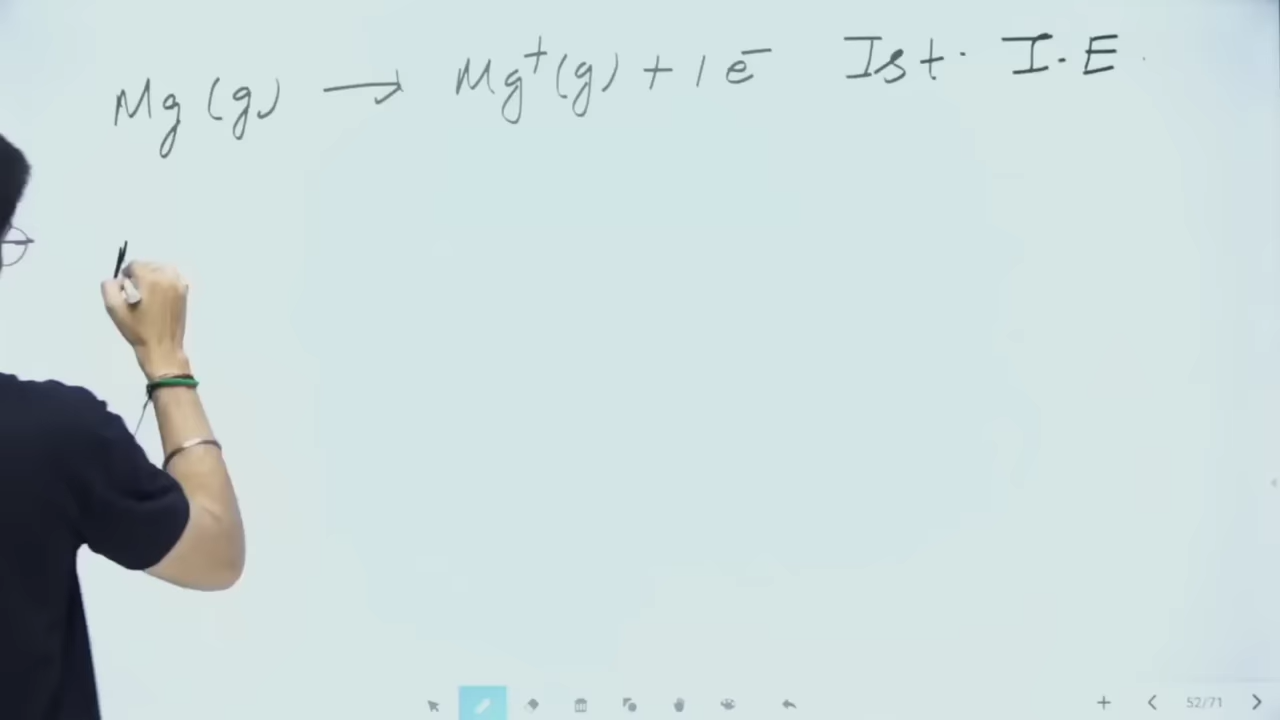 Mg (g) → Mg⁺(g) + 1 e⁻ Ist. I.E.
52/71